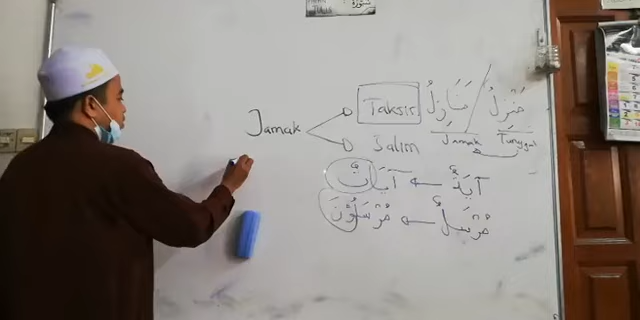 Jamak
Taksir
مَنْزِلٌ / مَنَازِلُ
Tunggal Jamak
Salim
آيَةٌ ← آيَاتٌ
مُرْسَلٌ ← مُرْسَلُوْنَ